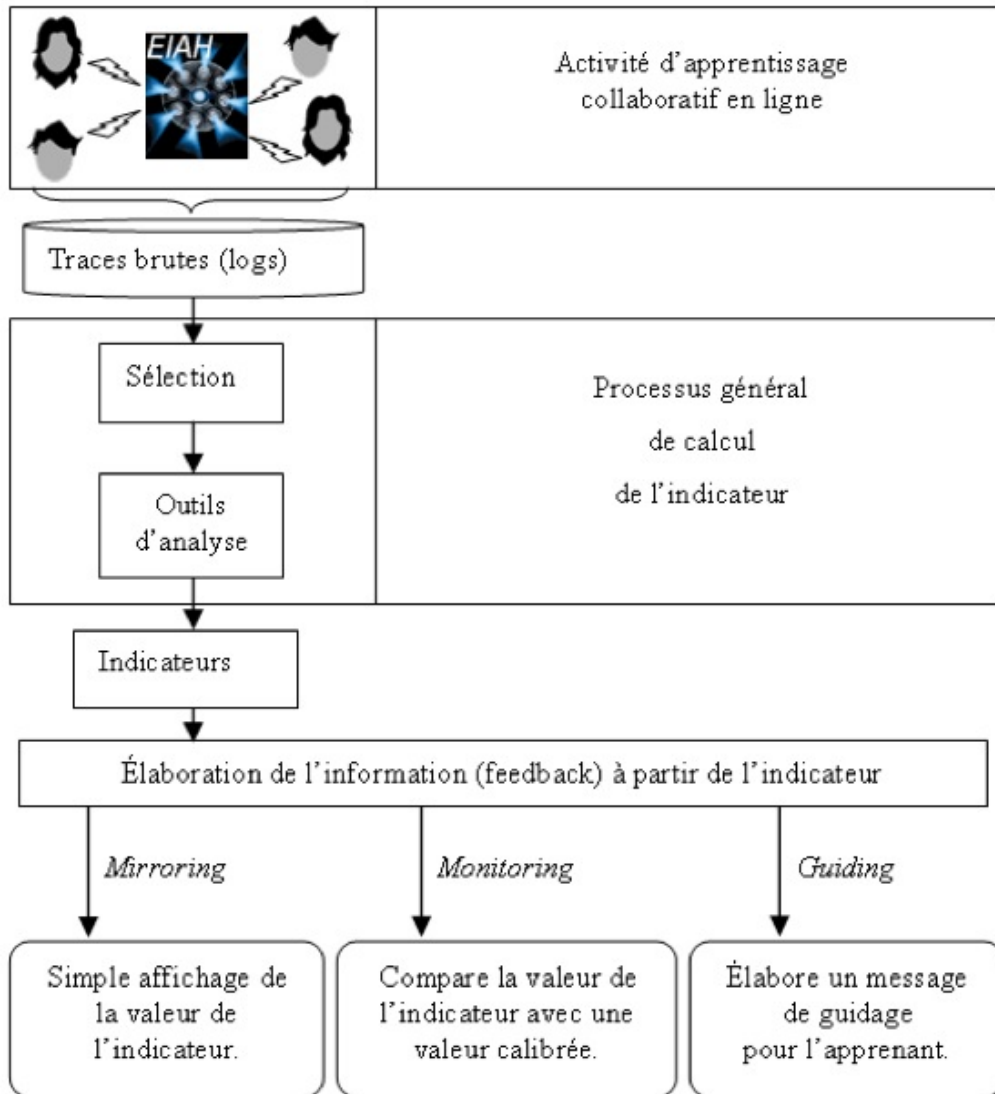 EIAH
Activité d'apprentissage
collaboratif en ligne
Traces brutes (logs)
Sélection
Outils
d'analyse
Processus général
de calcul
de l'indicateur
Indicateurs
Élaboration de l'information (feedback) à partir de l'indicateur
Mirroring
Monitoring
Guiding
Simple affichage de
la valeur de
l'indicateur.
Compare la valeur de
l'indicateur avec une
valeur calibrée.
Élabore un message
de guidage
pour l'apprenant.